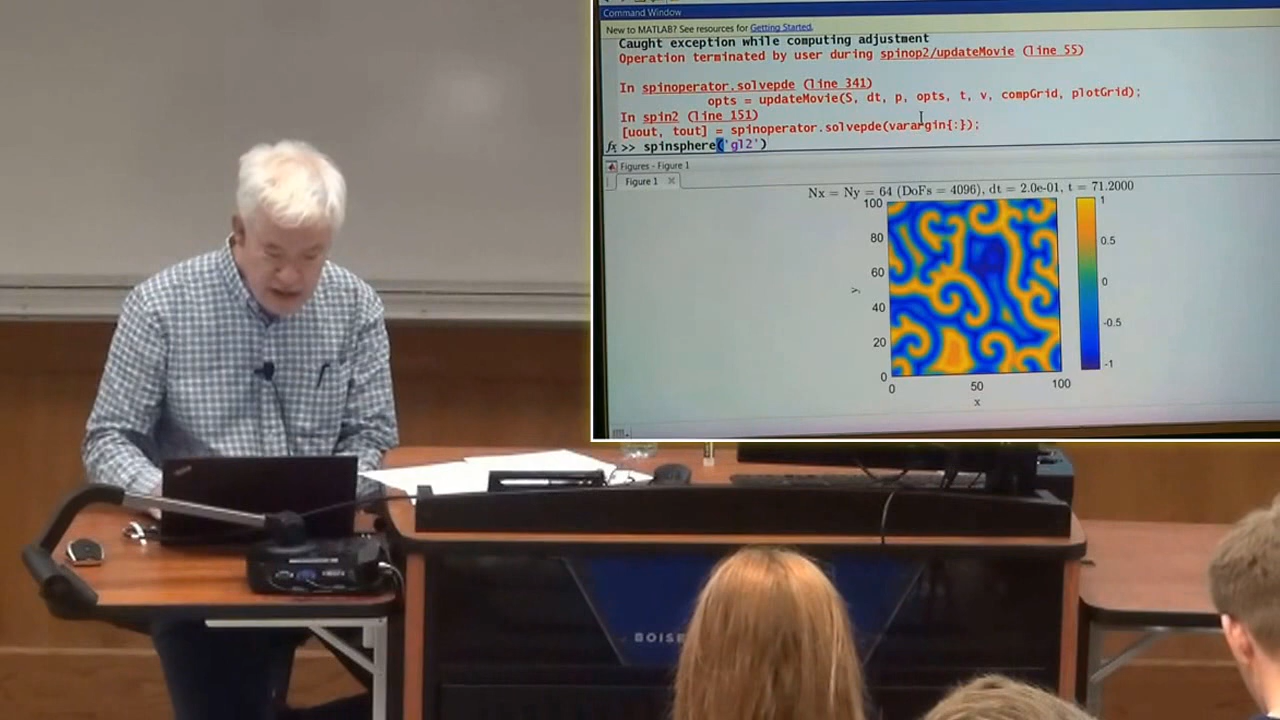 Command Window
New to MATLAB? See resources for Getting Started.
Caught exception while computing adjustment
Operation terminated by user during spinop2/updateMovie (line 55)
In spinoperator.solvepde (line 341)
opts = updateMovie(S, dt, p, opts, t, v, compGrid, plotGrid);
In spin2 (line 151)
[uout, tout] = spinoperator.solvepde(varargin{:});
fx >> spinsphere('gl2')
Figures - Figure 1
Figure 1 ×
Nx = Ny = 64 (DoFs = 4096), dt = 2.0e-01, t = 71.2000
100
80
60
40
20
0
y
0
50
100
x
1
0.5
0
-0.5
-1
BOISE